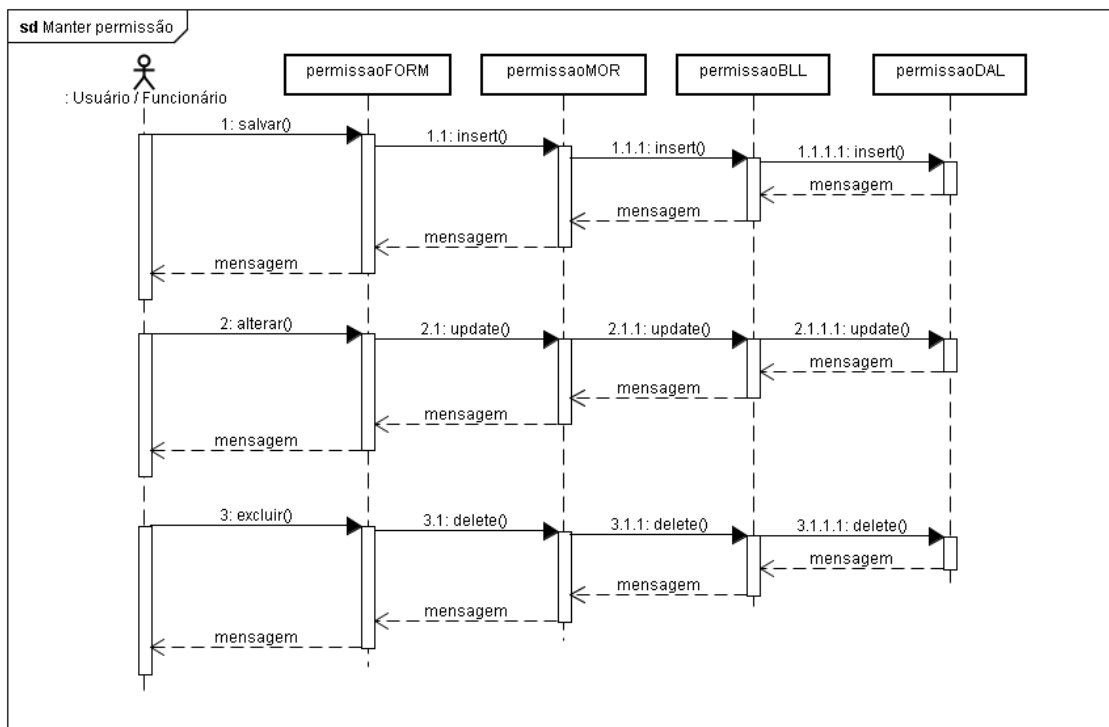 sd Manter permissão
permissaoFORM
permissaoMOR
permissaoBLL
permissaoDAL
: Usuário / Funcionário
1: salvar()
1.1: insert()
1.1.1: insert()
1.1.1.1: insert()
mensagem
mensagem
mensagem
mensagem
2: alterar()
2.1: update()
2.1.1: update()
2.1.1.1: update()
mensagem
mensagem
mensagem
mensagem
3: excluir()
3.1: delete()
3.1.1: delete()
3.1.1.1: delete()
mensagem
mensagem
mensagem
mensagem